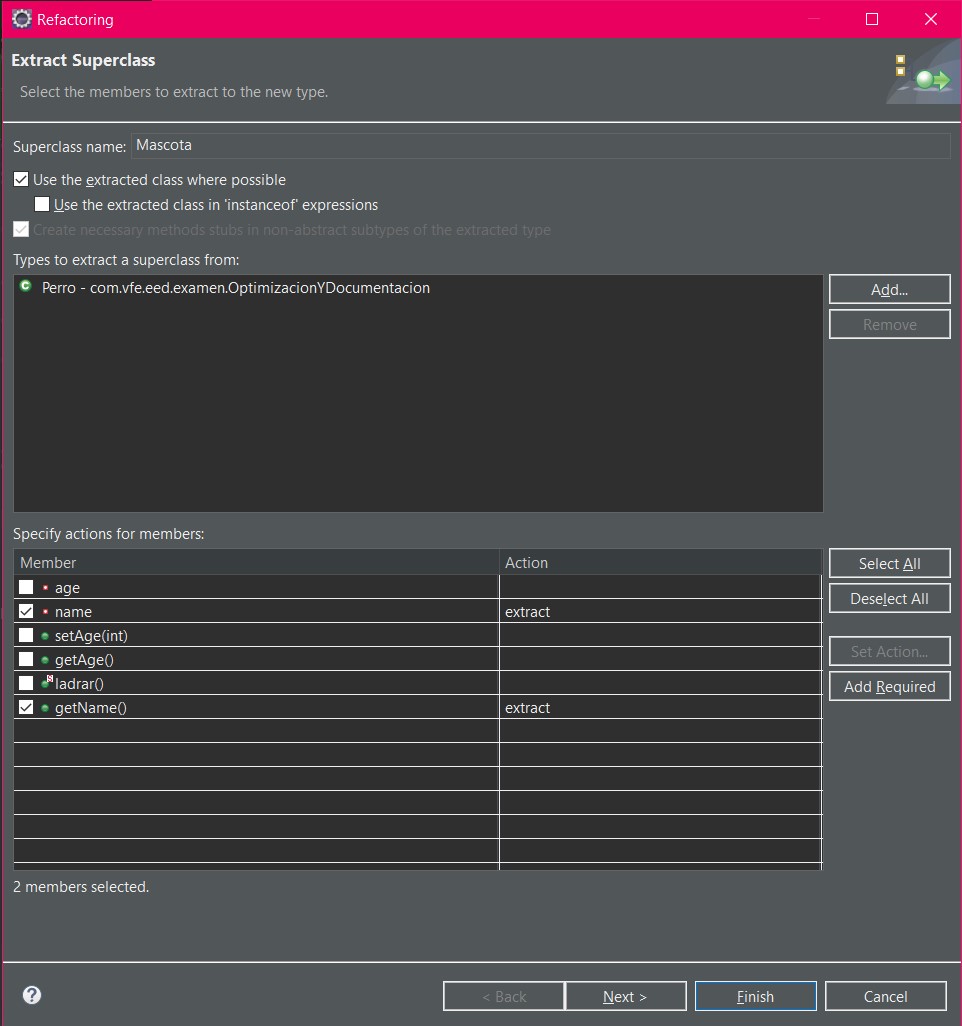 Refactoring
Extract Superclass
Select the members to extract to the new type.
Superclass name: Mascota
Use the extracted class where possible
Use the extracted class in 'instanceof' expressions
Create necessary methods stubs in non-abstract subtypes of the extracted type
Types to extract a superclass from:
Perro - com.vfe.eed.examen.OptimizacionYDocumentacion
Add...
Remove
Specify actions for members:
Member Action
age
name extract
setAge(int)
getAge()
ladrar()
getName() extract
Select All
Deselect All
Set Action...
Add Required
2 members selected.
< Back Next > Finish Cancel